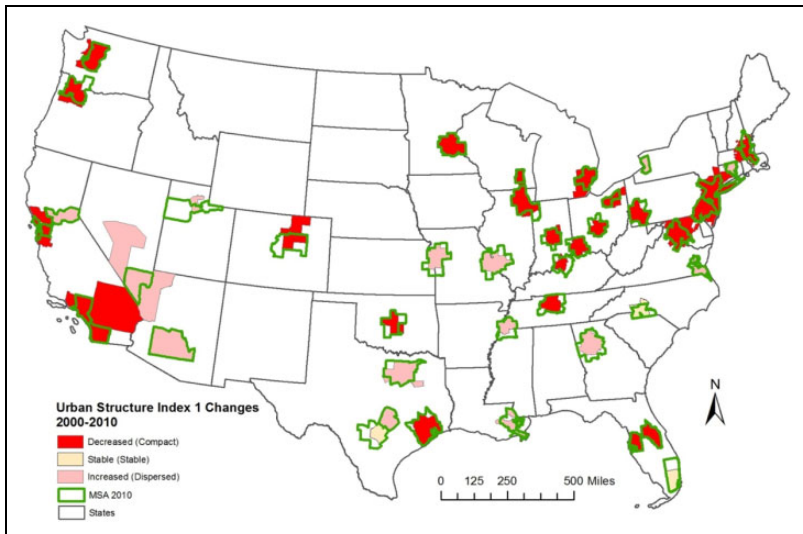 N
Urban Structure Index 1 Changes
2000-2010
Decreased (Compact)
Stable (Stable)
Increased (Dispersed)
MSA 2010
States
0 125 250 500 Miles